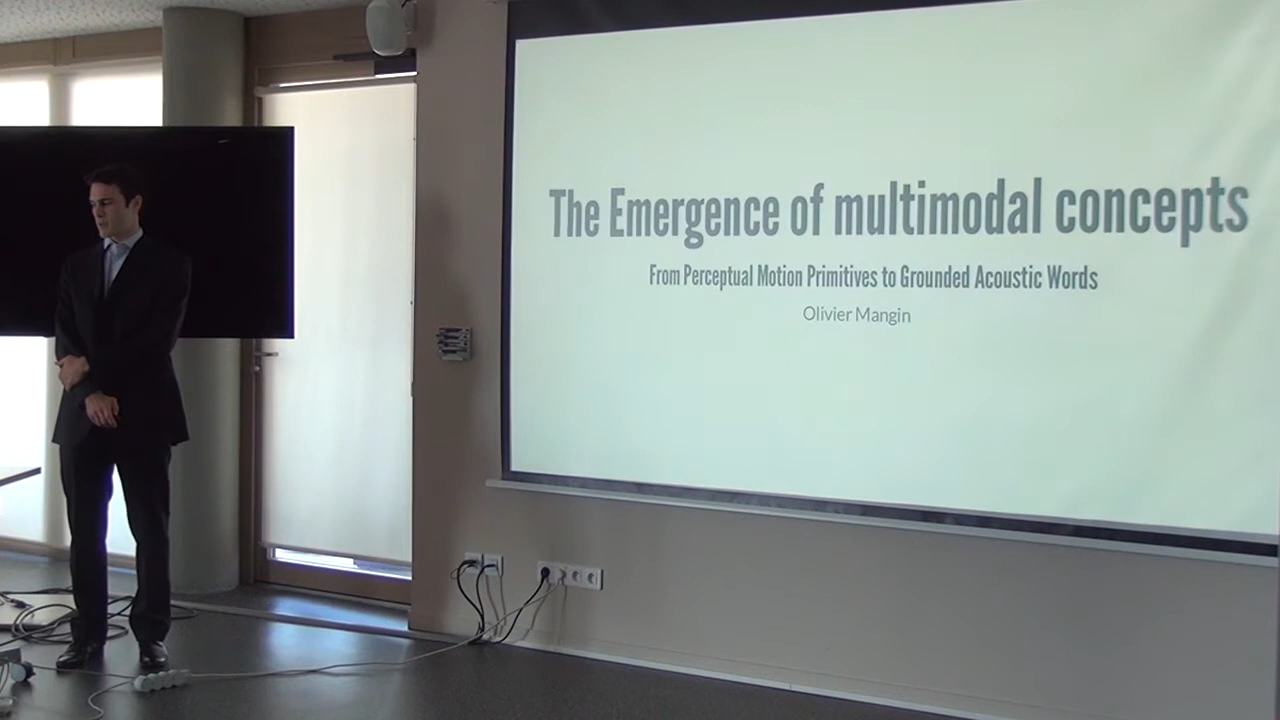 The Emergence of multimodal concepts
From Perceptual Motion Primitives to Grounded Acoustic Words
Olivier Mangin